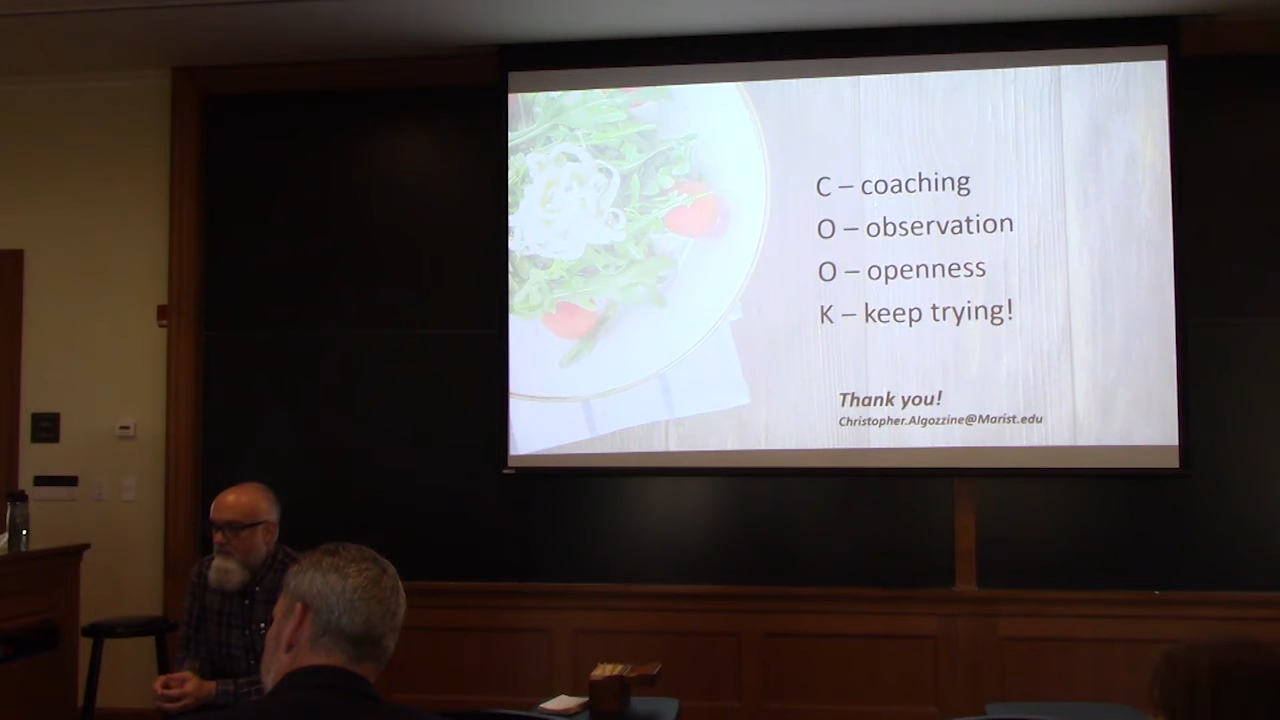 C – coaching
O – observation
O – openness
K – keep trying!
Thank you!
Christopher.Algozzine@Marist.edu